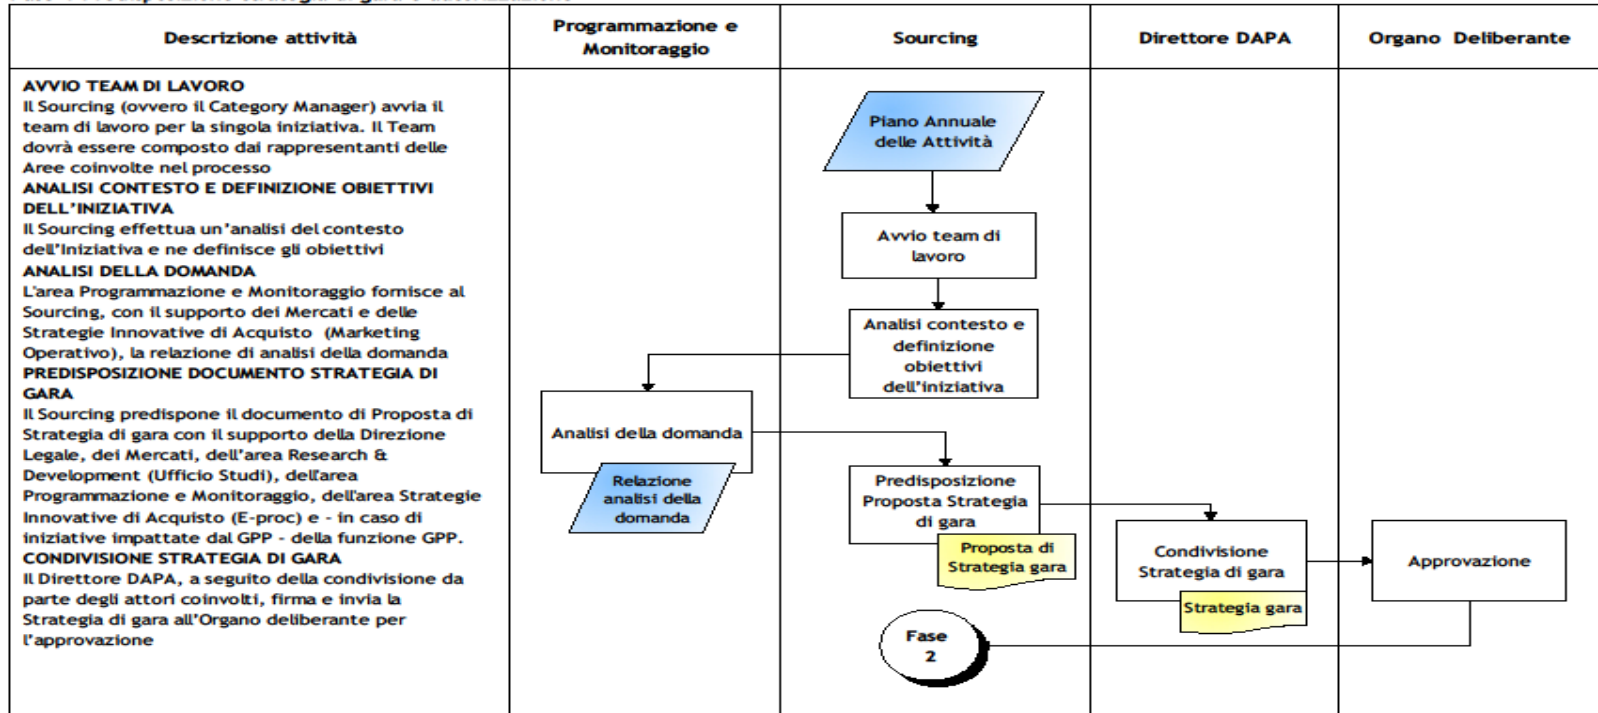 Descrizione attività
Programmazione e
Monitoraggio
Sourcing
Direttore DAPA
Organo Deliberante
AVVIO TEAM DI LAVORO
Il Sourcing (ovvero il Category Manager) avvia il
team di lavoro per la singola iniziativa. Il Team
dovrà essere composto dai rappresentanti delle
Aree coinvolte nel processo
ANALISI CONTESTO E DEFINIZIONE OBIETTIVI
DELL'INIZIATIVA
Il Sourcing effettua un'analisi del contesto
dell'Iniziativa e ne definisce gli obiettivi
ANALISI DELLA DOMANDA
L'area Programmazione e Monitoraggio fornisce al
Sourcing, con il supporto dei Mercati e delle
Strategie Innovative di Acquisto (Marketing
Operativo), la relazione di analisi della domanda
PREDISPOSIZIONE DOCUMENTO STRATEGIA DI
GARA
Il Sourcing predispone il documento di Proposta di
Strategia di gara con il supporto della Direzione
Legale, dei Mercati, dell'area Research &
Development (Ufficio Studi), dell'area
Programmazione e Monitoraggio, dell'area Strategie
Innovative di Acquisto (E-proc) e - in caso di
iniziative impattate dal GPP - della funzione GPP.
CONDIVISIONE STRATEGIA DI GARA
Il Direttore DAPA, a seguito della condivisione da
parte degli attori coinvolti, firma e invia la
Strategia di gara all'Organo deliberante per
l'approvazione
Piano Annuale
delle Attività
Avvio team di
lavoro
Analisi contesto e
definizione
obiettivi
dell'iniziativa
Analisi della domanda
Relazione
analisi della
domanda
Predisposizione
Proposta Strategia
di gara
Proposta di
Strategia gara
Condivisione
Strategia di gara
Strategia gara
Approvazione
Fase
2